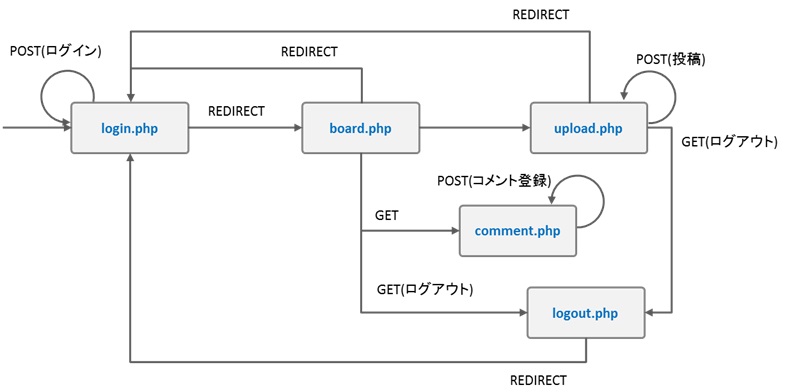 REDIRECT
POST(ログイン)
REDIRECT
POST(投稿)
REDIRECT
login.php
board.php
upload.php
GET(ログアウト)
POST(コメント登録)
GET
comment.php
GET(ログアウト)
logout.php
REDIRECT